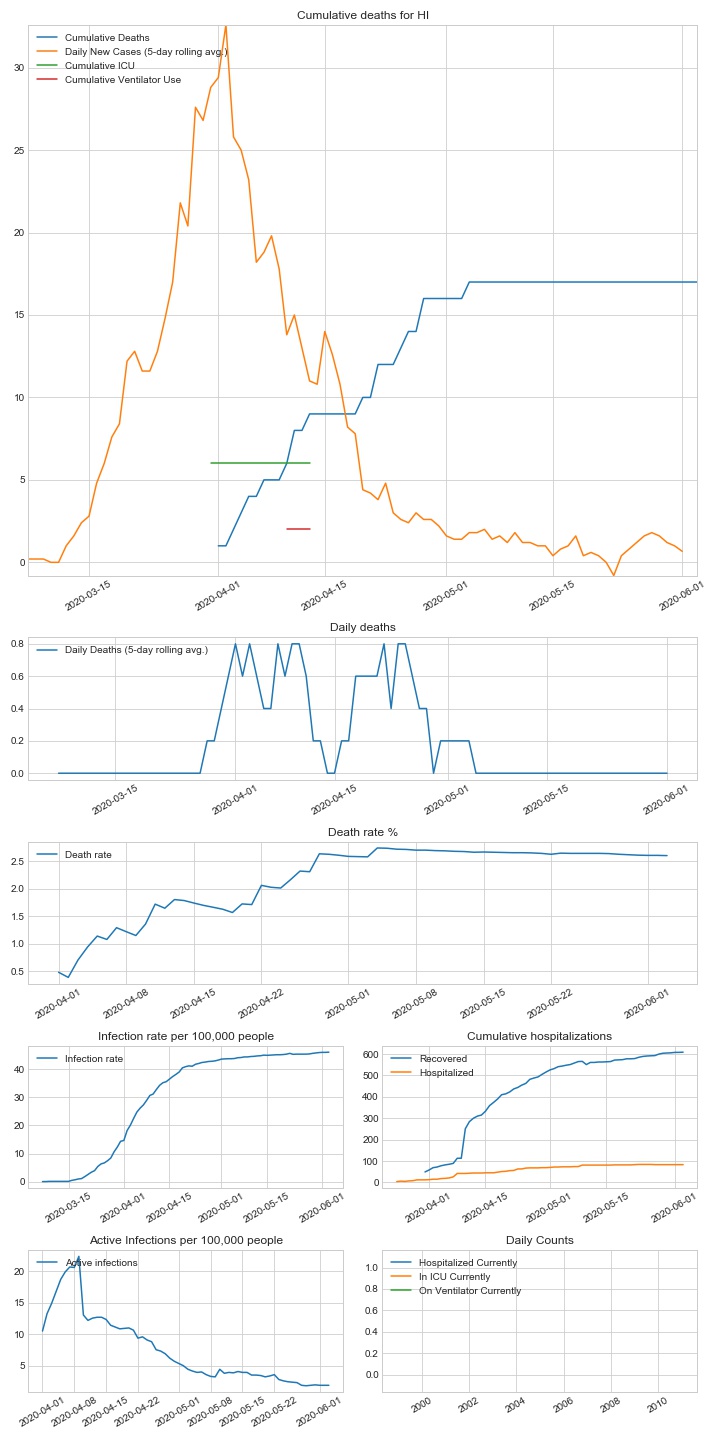 Cumulative deaths for HI
Cumulative Deaths
Daily New Cases (5-day rolling avg.)
Cumulative ICU
Cumulative Ventilator Use
30
25
20
15
10
5
0
2020-03-15 2020-04-01 2020-04-15 2020-05-01 2020-05-15 2020-06-01
Daily deaths
Daily Deaths (5-day rolling avg.)
0.8
0.6
0.4
0.2
0.0
2020-03-15 2020-04-01 2020-04-15 2020-05-01 2020-05-15 2020-06-01
Death rate %
Death rate
2.5
2.0
1.5
1.0
0.5
2020-04-01 2020-04-08 2020-04-15 2020-04-22 2020-05-01 2020-05-08 2020-05-15 2020-05-22 2020-06-01
Infection rate per 100,000 people
Infection rate
40
30
20
10
0
2020-03-15 2020-04-01 2020-04-15 2020-05-01 2020-05-15 2020-06-01
Cumulative hospitalizations
Recovered
Hospitalized
600
500
400
300
200
100
0
2020-04-01 2020-04-15 2020-05-01 2020-05-15 2020-06-01
Active Infections per 100,000 people
Active infections
20
15
10
5
2020-04-01 2020-04-08 2020-04-15 2020-04-22 2020-05-01 2020-05-08 2020-05-15 2020-05-22 2020-06-01
Daily Counts
Hospitalized Currently
In ICU Currently
On Ventilator Currently
1.0
0.8
0.6
0.4
0.2
0.0
2000 2002 2004 2006 2008 2010